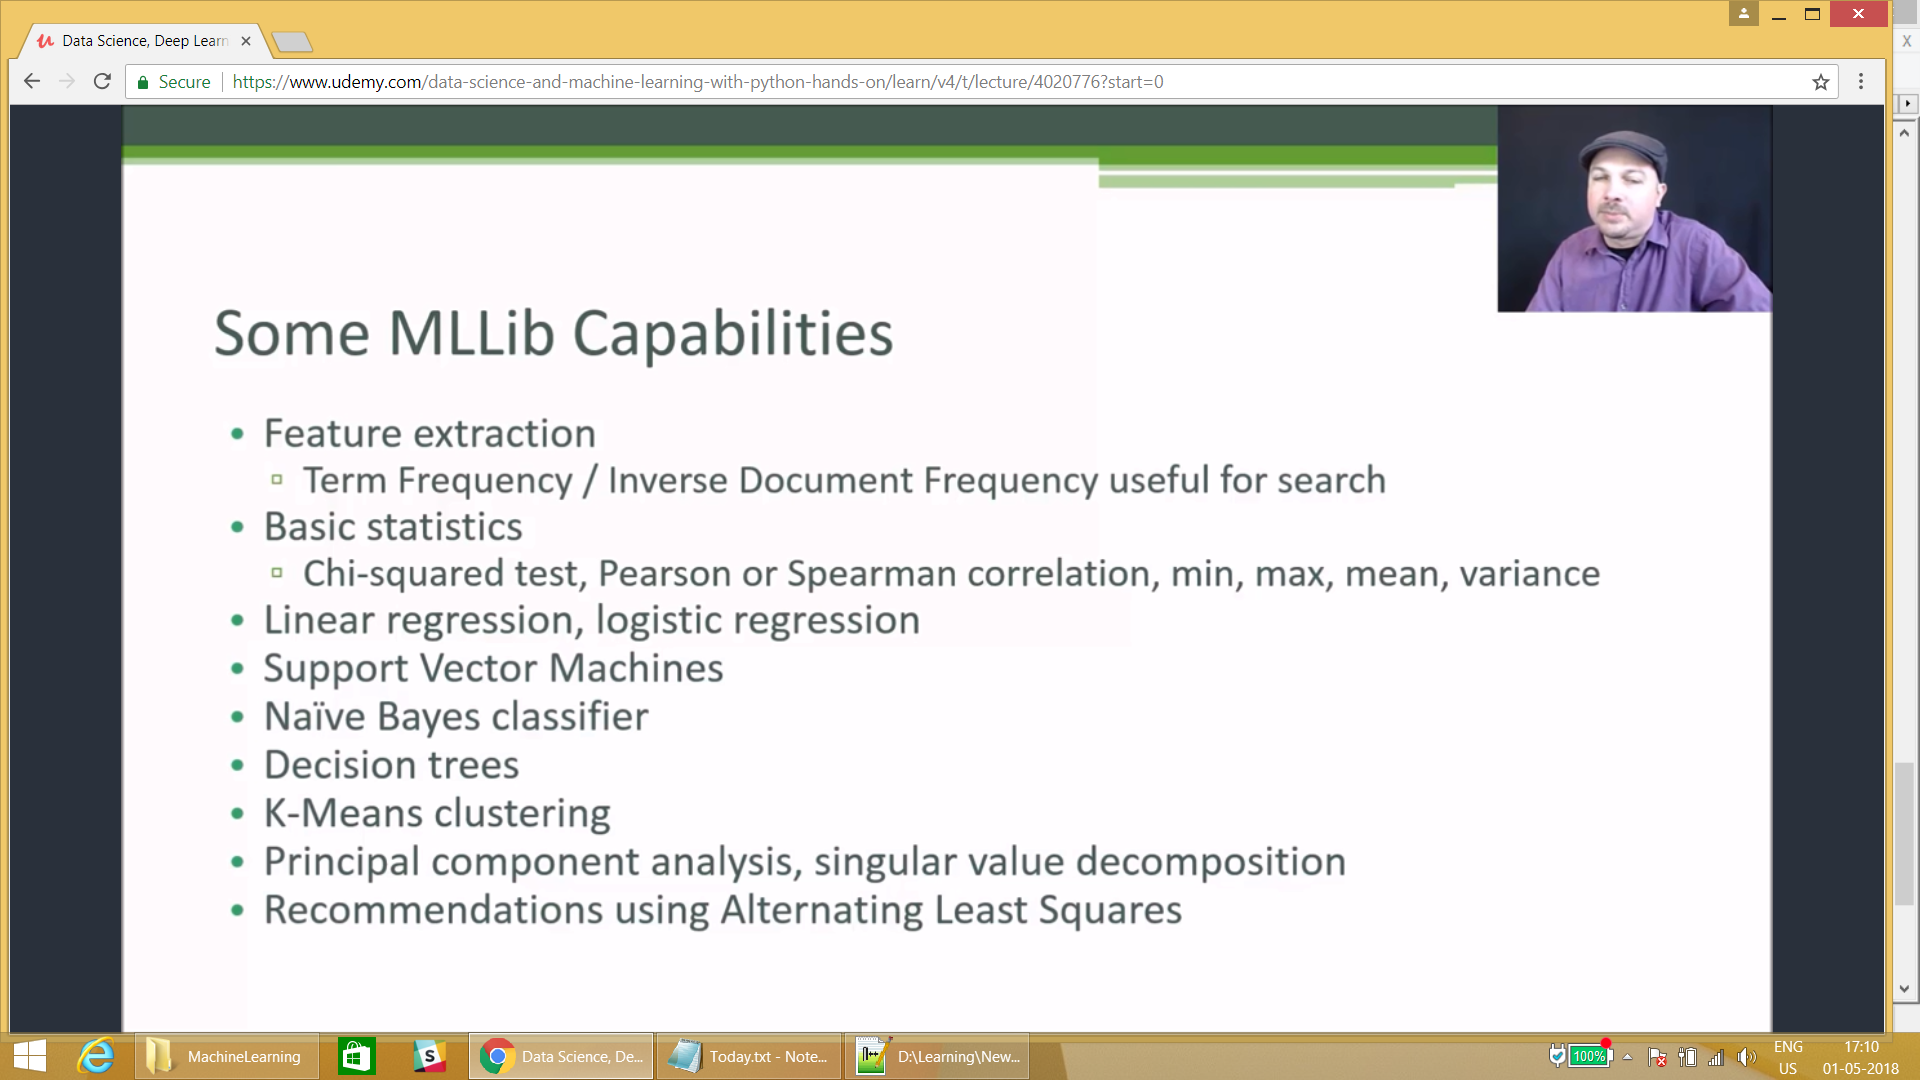 Data Science, Deep Learn
Secure
https://www.udemy.com/data-science-and-machine-learning-with-python-hands-on/learn/v4/t/lecture/4020776?start=0
Some MLLib Capabilities
• Feature extraction
▫ Term Frequency / Inverse Document Frequency useful for search
• Basic statistics
▫ Chi-squared test, Pearson or Spearman correlation, min, max, mean, variance
• Linear regression, logistic regression
• Support Vector Machines
• Naïve Bayes classifier
• Decision trees
• K-Means clustering
• Principal component analysis, singular value decomposition
• Recommendations using Alternating Least Squares
MachineLearning
Data Science, De...
Today.txt - Note...
D:\Learning\New...
100%
ENG
US
17:10
01-05-2018